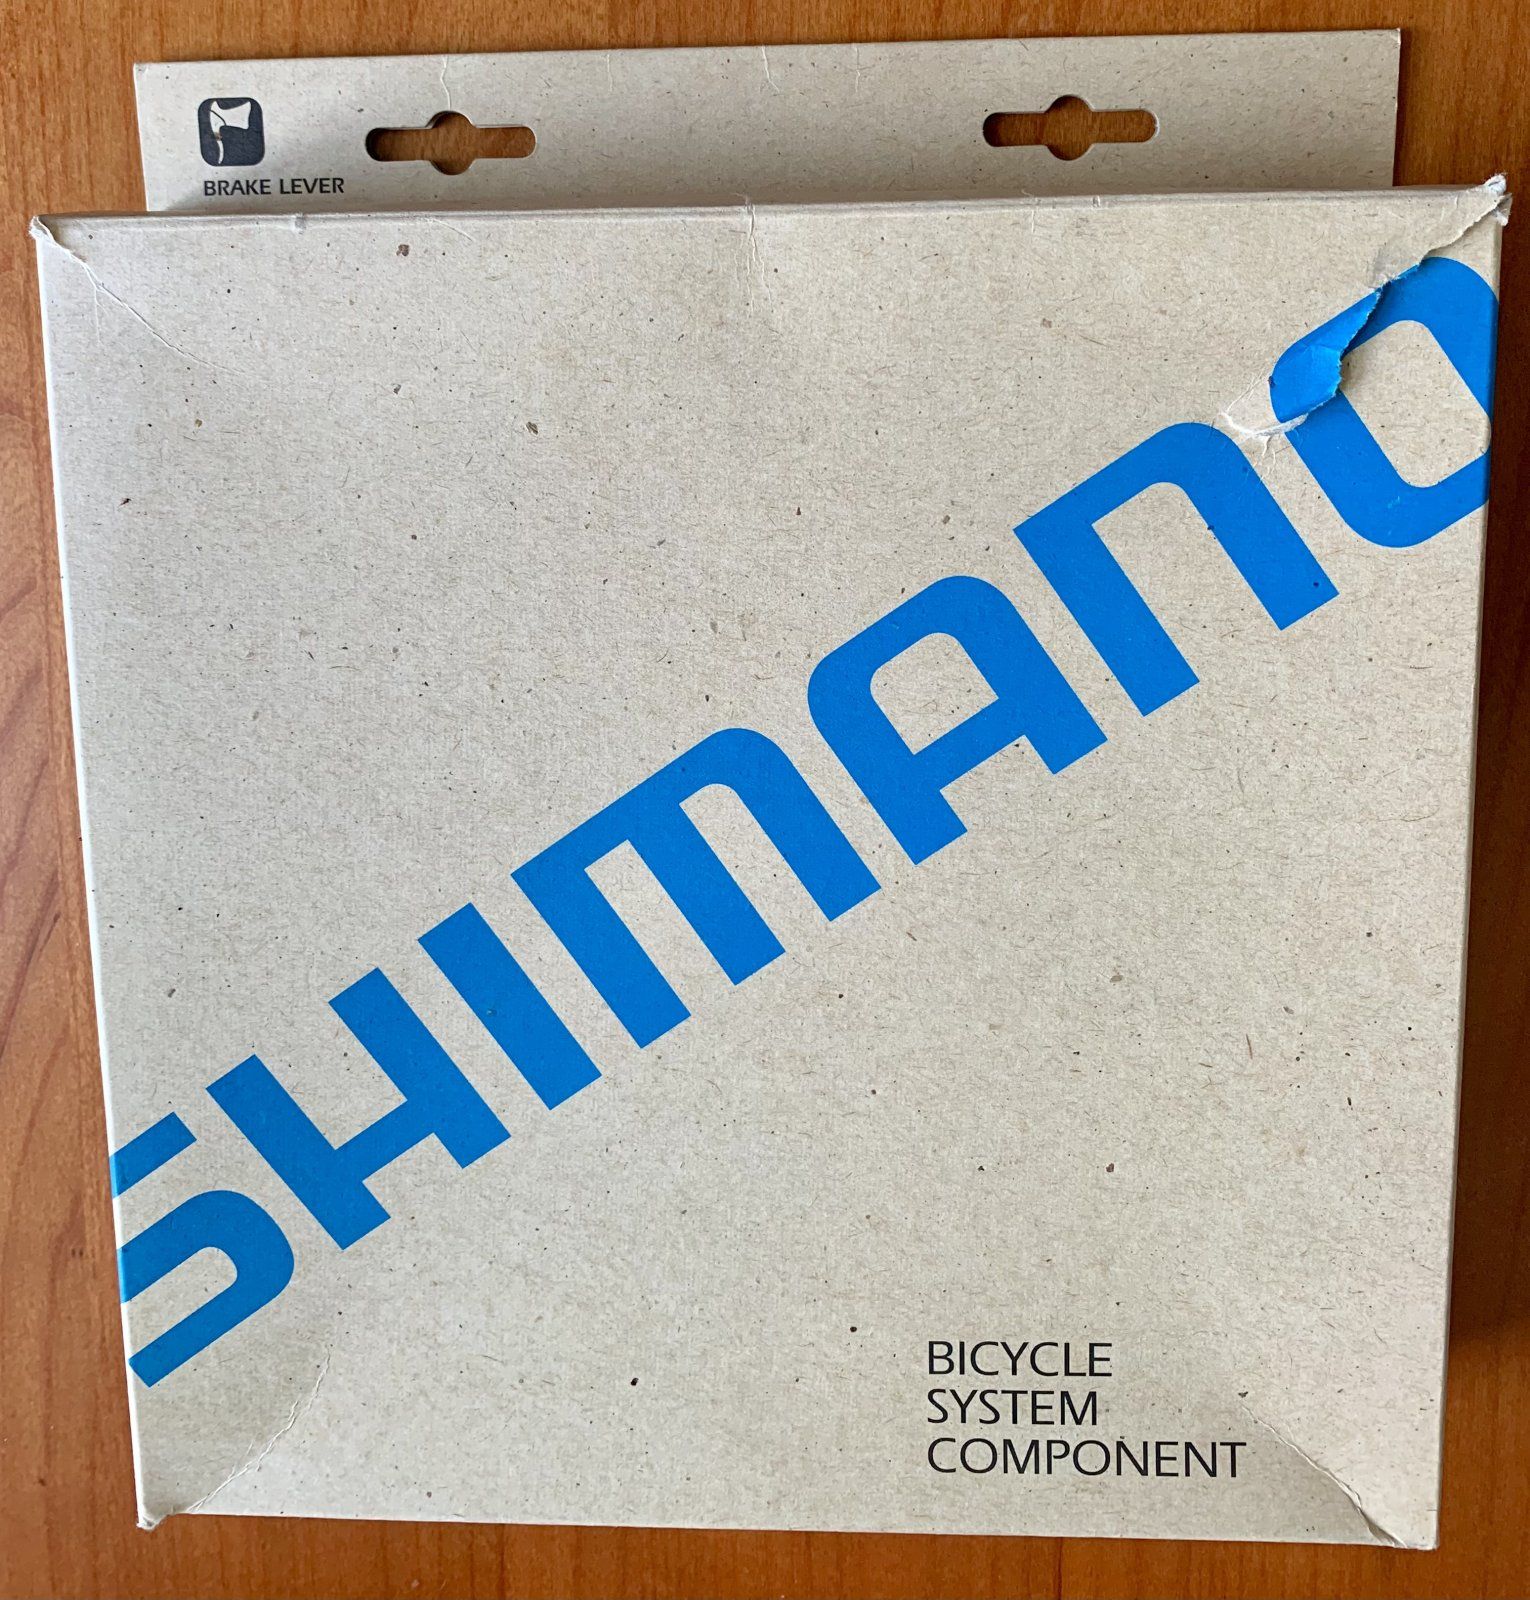 BRAKE LEVER
SHIMANO
BICYCLE
SYSTEM
COMPONENT